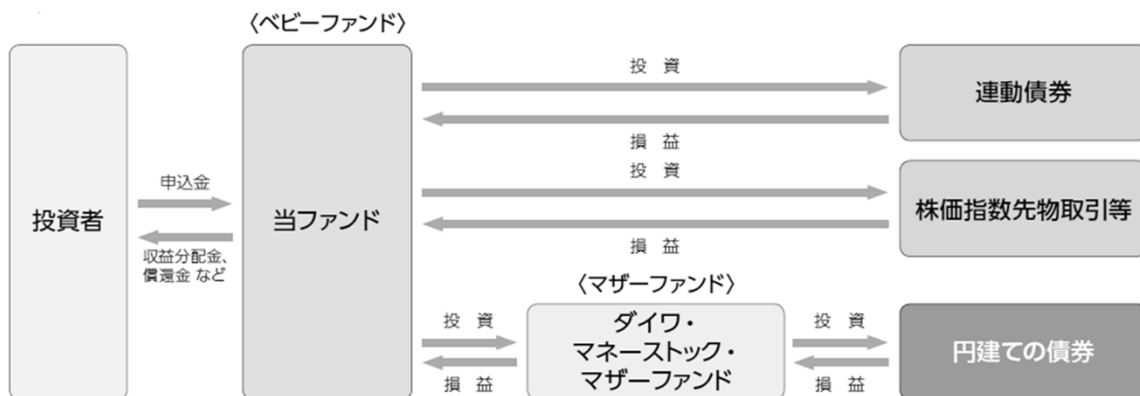 〈ベビーファンド〉
投資者
申込金
収益分配金、
償還金 など
当ファンド
投 資
損 益
連動債券
投 資
損 益
株価指数先物取引等
〈マザーファンド〉
投 資
損 益
ダイワ・
マネーストック・
マザーファンド
投 資
損 益
円建ての債券